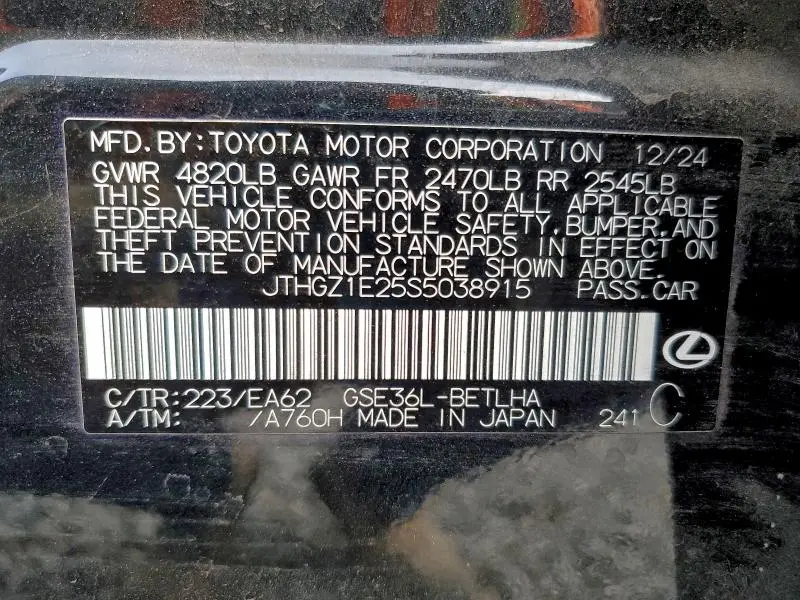 MFD.BY:TOYOTA MOTOR CORPORATION 12/24
GVWR 4820LB GAWR FR 2470LB RR 2545LB
THIS VEHICLE CONFORMS TO ALL APPLICABLE
FEDERAL MOTOR VEHICLE SAFETY,BUMPER,AND
THEFT PREVENTION STANDARDS IN EFFECT ON
THE DATE OF MANUFACTURE SHOWN ABOVE.
JTHGZ1E25S5038915 PASS.CAR
C/TR:223/EA62 GSE36L-BETLHA
A/TM: /A760H MADE IN JAPAN 241 C